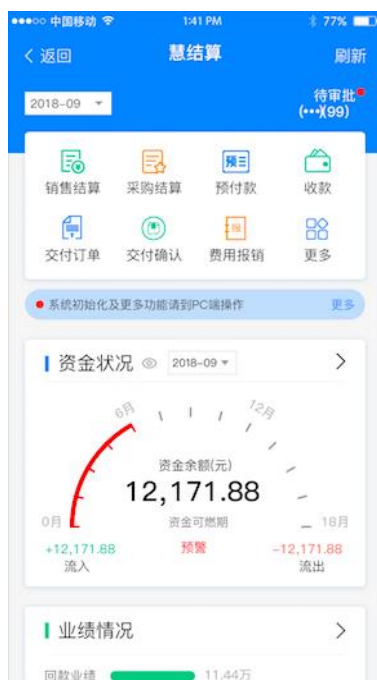 中国移动 1:41 PM 77%
返回 慧结算 刷新
2018-09 待审批
(•••)(99)
销售结算 采购结算 预付款 收款
交付订单 交付确认 费用报销 更多
系统初始化及更多功能请到PC端操作 更多
资金状况 2018-09
6月 12月
资金余额(元)
12,171.88
0月 资金可燃期 18月
+12,171.88 预警 -12,171.88
流入 流出
业绩情况
回款业绩 11.44万